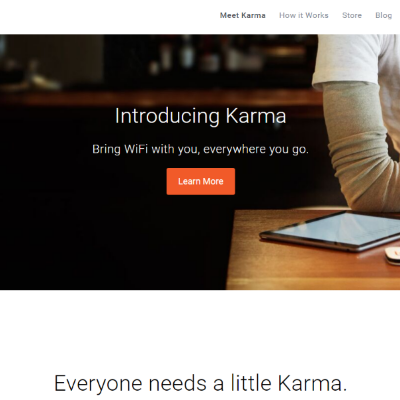 Meet Karma How it Works Store Blog
Introducing Karma
Bring WiFi with you, everywhere you go.
Learn More
Everyone needs a little Karma.